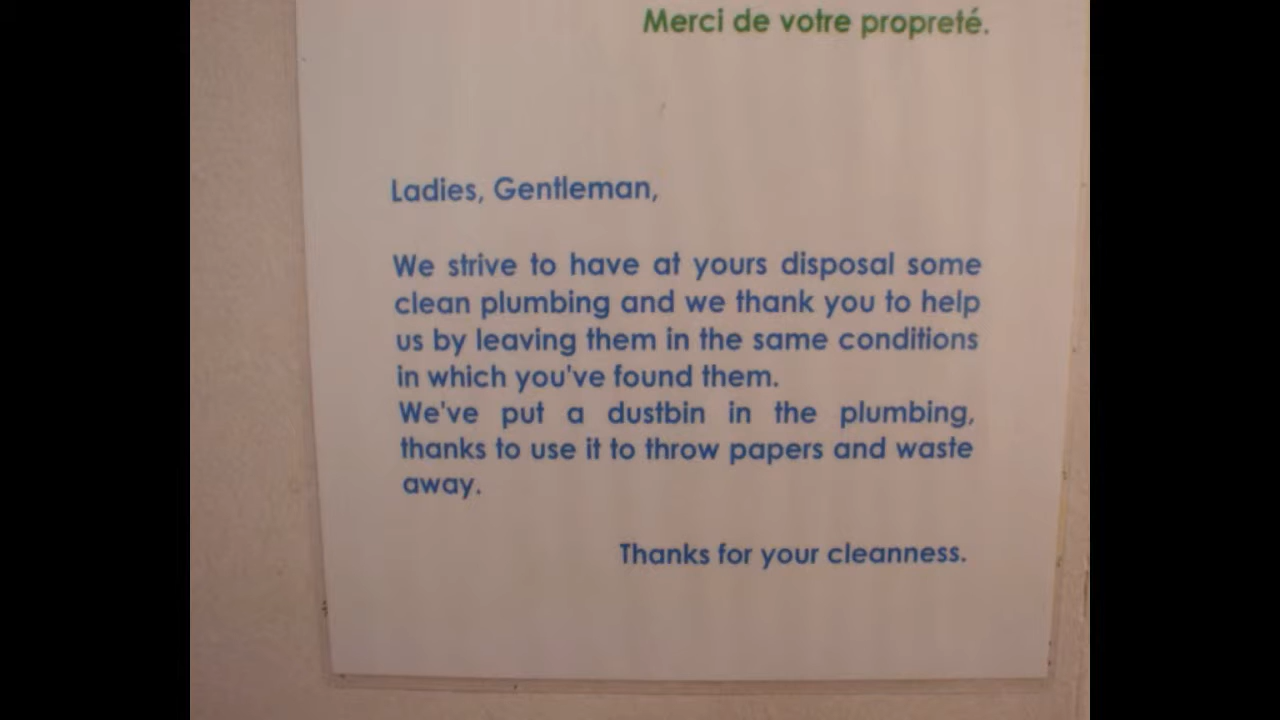 Merci de votre propreté.
Ladies, Gentleman,
We strive to have at yours disposal some
clean plumbing and we thank you to help
us by leaving them in the same conditions
in which you've found them.
We've put a dustbin in the plumbing,
thanks to use it to throw papers and waste
away.
Thanks for your cleanness.